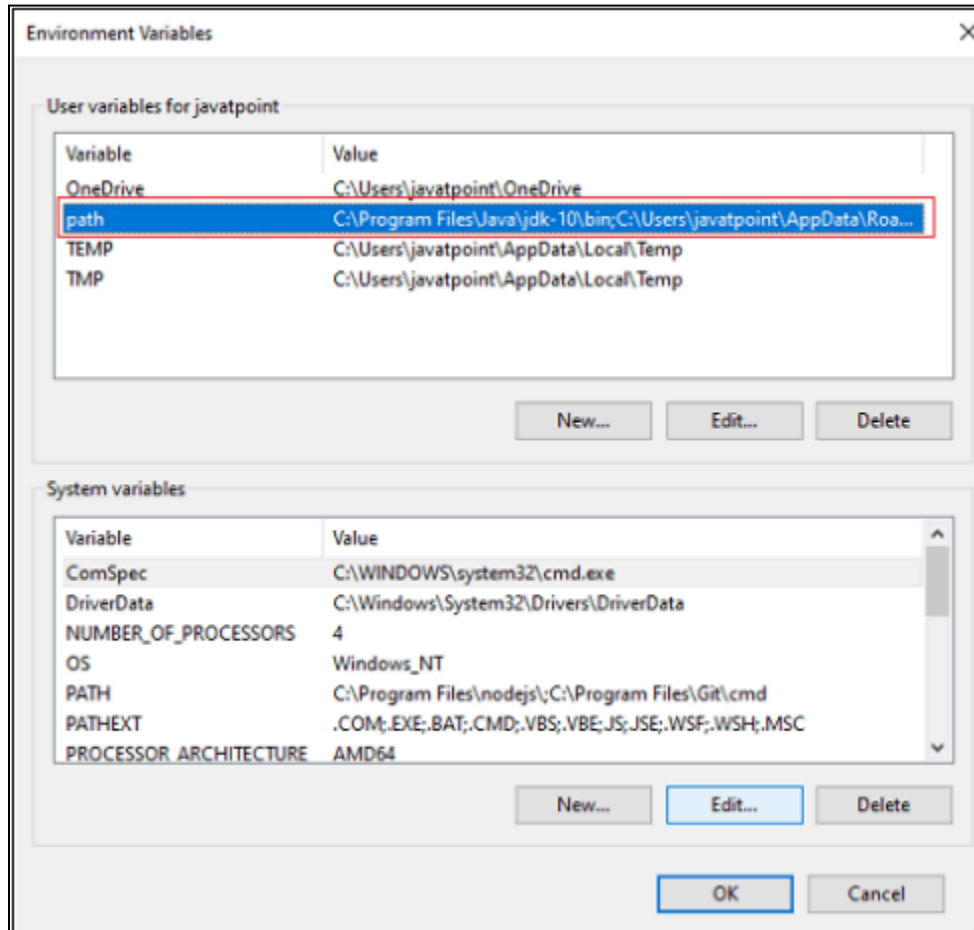 Environment Variables
User variables for javatpoint
Variable Value
OneDrive C:\Users\javatpoint\OneDrive
path C:\Program Files\Java\jdk-10\bin;C:\Users\javatpoint\AppData\Roa...
TEMP C:\Users\javatpoint\AppData\Local\Temp
TMP C:\Users\javatpoint\AppData\Local\Temp
New... Edit... Delete
System variables
Variable Value
ComSpec C:\WINDOWS\system32\cmd.exe
DriverData C:\Windows\System32\Drivers\DriverData
NUMBER_OF_PROCESSORS 4
OS Windows_NT
PATH C:\Program Files\nodejs\;C:\Program Files\Git\cmd
PATHEXT .COM;.EXE;.BAT;.CMD;.VBS;.VBE;.JS;.JSE;.WSF;.WSH;.MSC
PROCESSOR_ARCHITECTURE AMD64
New... Edit... Delete
OK Cancel